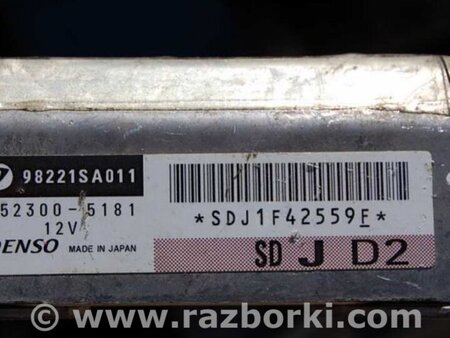 98221SA011
52300-5181
12V
DENSO MADE IN JAPAN
*SDJ1F42559E*
SD J D2
© www.razborki.com